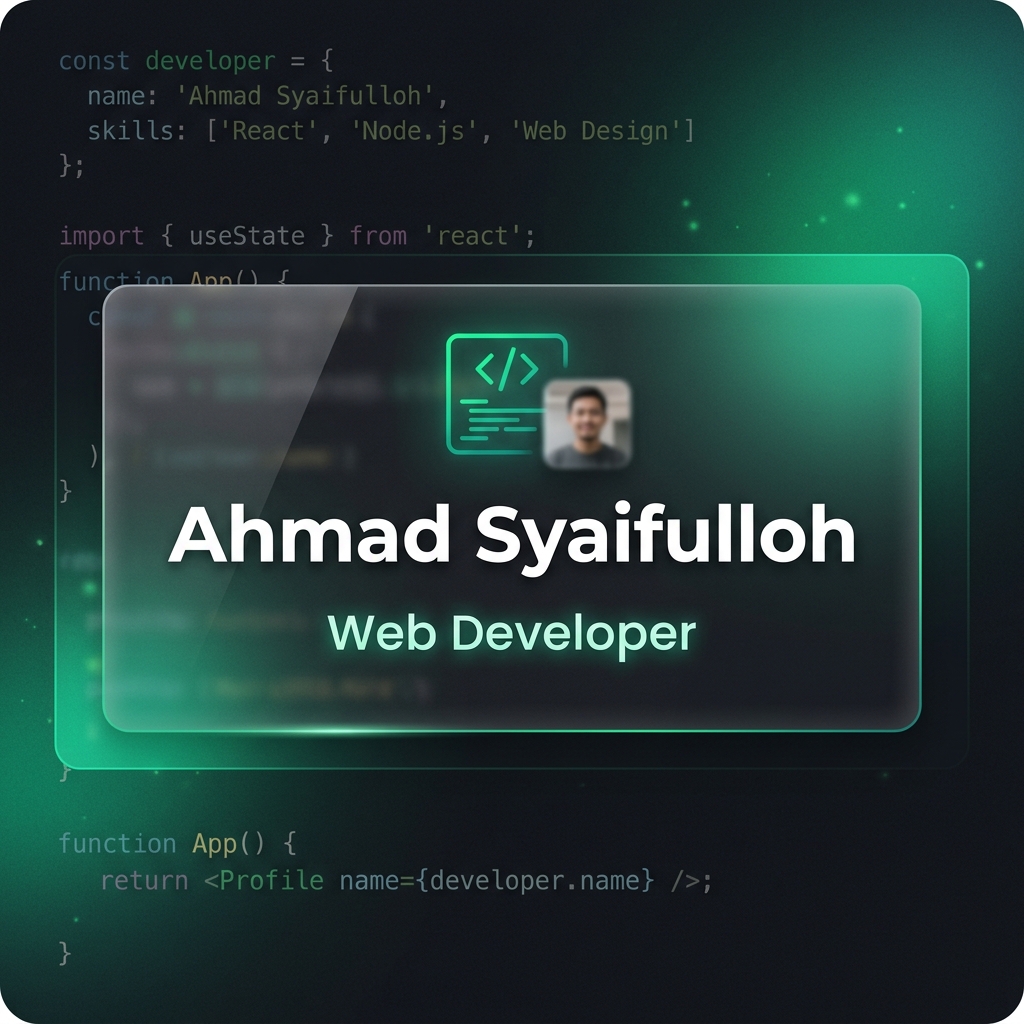 const developer = {
name: 'Ahmad Syaifulloh',
skills: ['React', 'Node.js', 'Web Design']
};
import { useState } from 'react';
function App() {
c
)
}
</>
Ahmad Syaifulloh
Web Developer
}
function App() {
return <Profile name={developer.name} />;
}